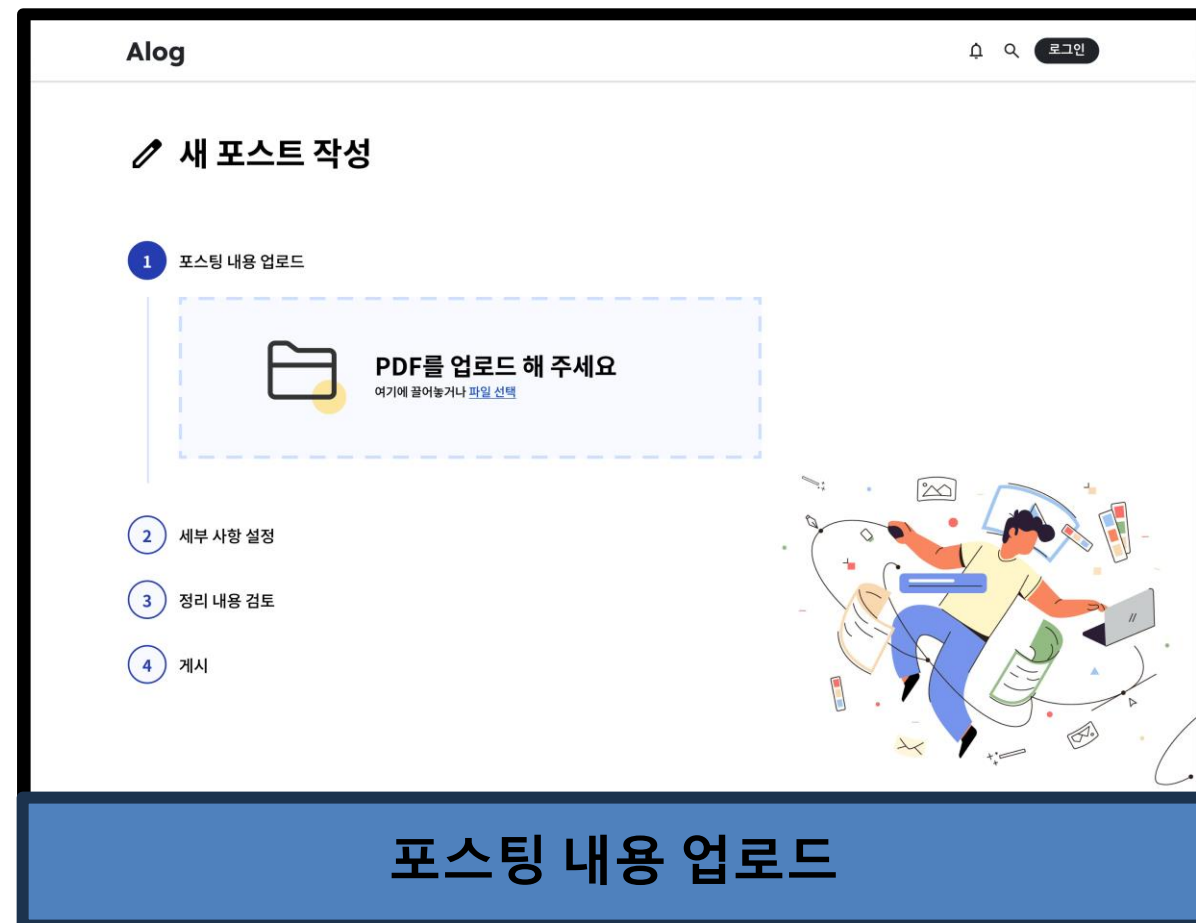 Alog
로그인
새 포스트 작성
1 포스팅 내용 업로드
PDF를 업로드 해 주세요
여기에 끌어놓거나 파일 선택
2 세부 사항 설정
3 정리 내용 검토
4 게시
포스팅 내용 업로드